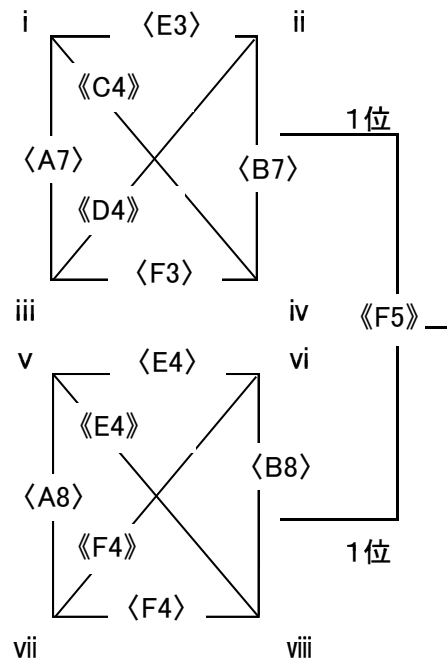 ⅰ 〈E3〉 ⅱ
《C4》
1位
〈A7〉 〈B7〉
《D4》
〈F3〉
ⅲ ⅳ 《F5》
ⅴ 〈E4〉 ⅵ
《E4》
〈B8〉
〈A8〉
《F4》
1位
〈F4〉
ⅶ ⅷ